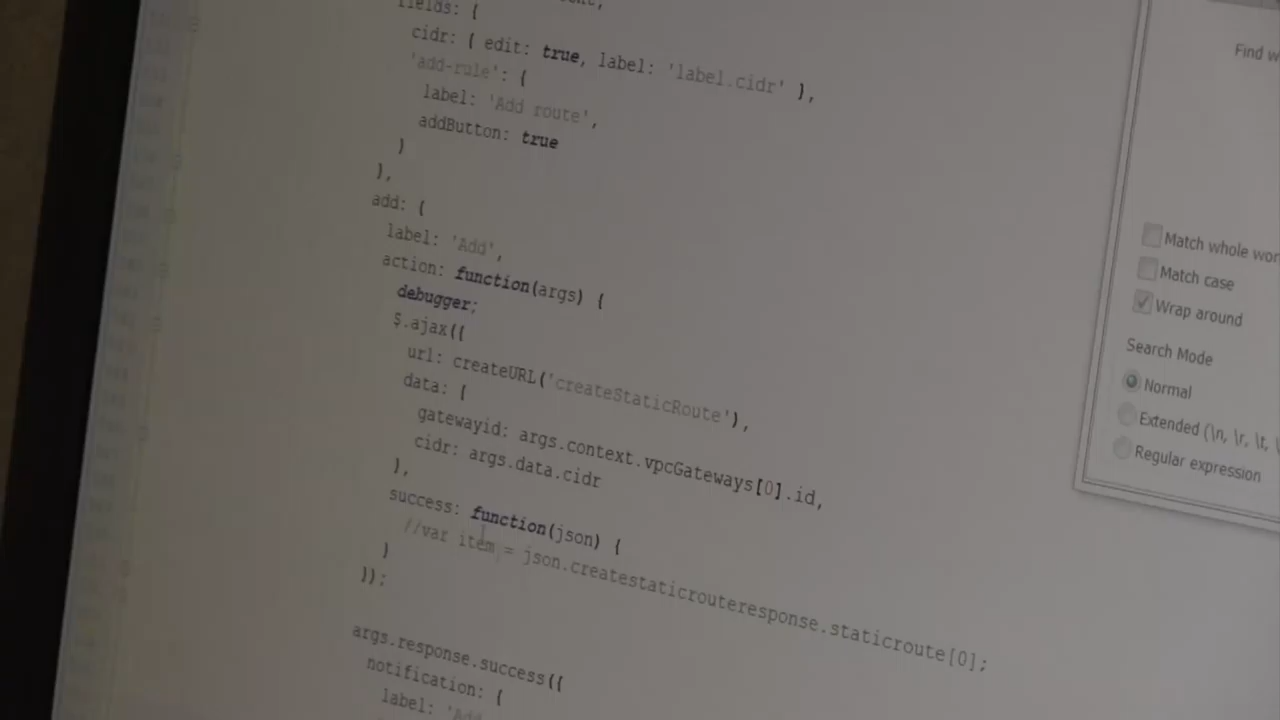 fields: {
cidr: { edit: true, label: 'label.cidr' },
'add-rule': {
label: 'Add route',
addButton: true
}
},
add: {
label: 'Add',
action: function(args) {
debugger;
$.ajax({
url: createURL('createStaticRoute'),
data: {
gatewayid: args.context.vpcGateways[0].id,
cidr: args.data.cidr
},
success: function(json) {
//var item = json.createstaticrouteresponse.staticroute[0];
}
});
args.response.success({
notification: {
label: 'Add
Find w
Match whole wor
Match case
Wrap around
Search Mode
Normal
Extended (\n, \r, \t, \
Regular expression